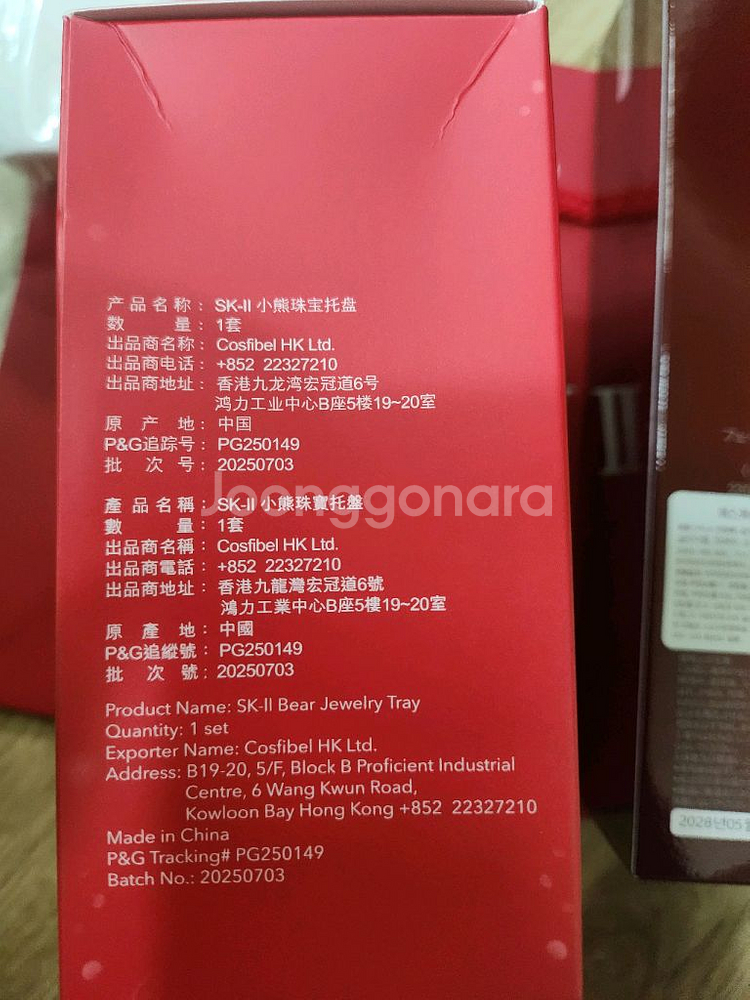 产品名称：SK-II 小熊珠宝托盘
数量：1套
出品商名称：Cosfibel HK Ltd.
出品商电话：+852 22327210
出品商地址：香港九龙湾宏冠道6号
鸿力工业中心B座5楼19~20室
原产地：中国
P&G追踪号：PG250149
批次号：20250703
Joonggonara
產品名稱：SK-II 小熊珠寶托盤
數量：1套
出品商名稱：Cosfibel HK Ltd.
出品商電話：+852 22327210
出品商地址：香港九龍灣宏冠道6號
鴻力工業中心B座5樓19~20室
原產地：中國
P&G追縱號：PG250149
批次號：20250703
Product Name: SK-II Bear Jewelry Tray
Quantity: 1 set
Exporter Name: Cosfibel HK Ltd.
Address: B19-20, 5/F, Block B Proficient Industrial
Centre, 6 Wang Kwun Road,
Kowloon Bay Hong Kong +852 22327210
Made in China
P&G Tracking# PG250149
Batch No.: 20250703
2028년05